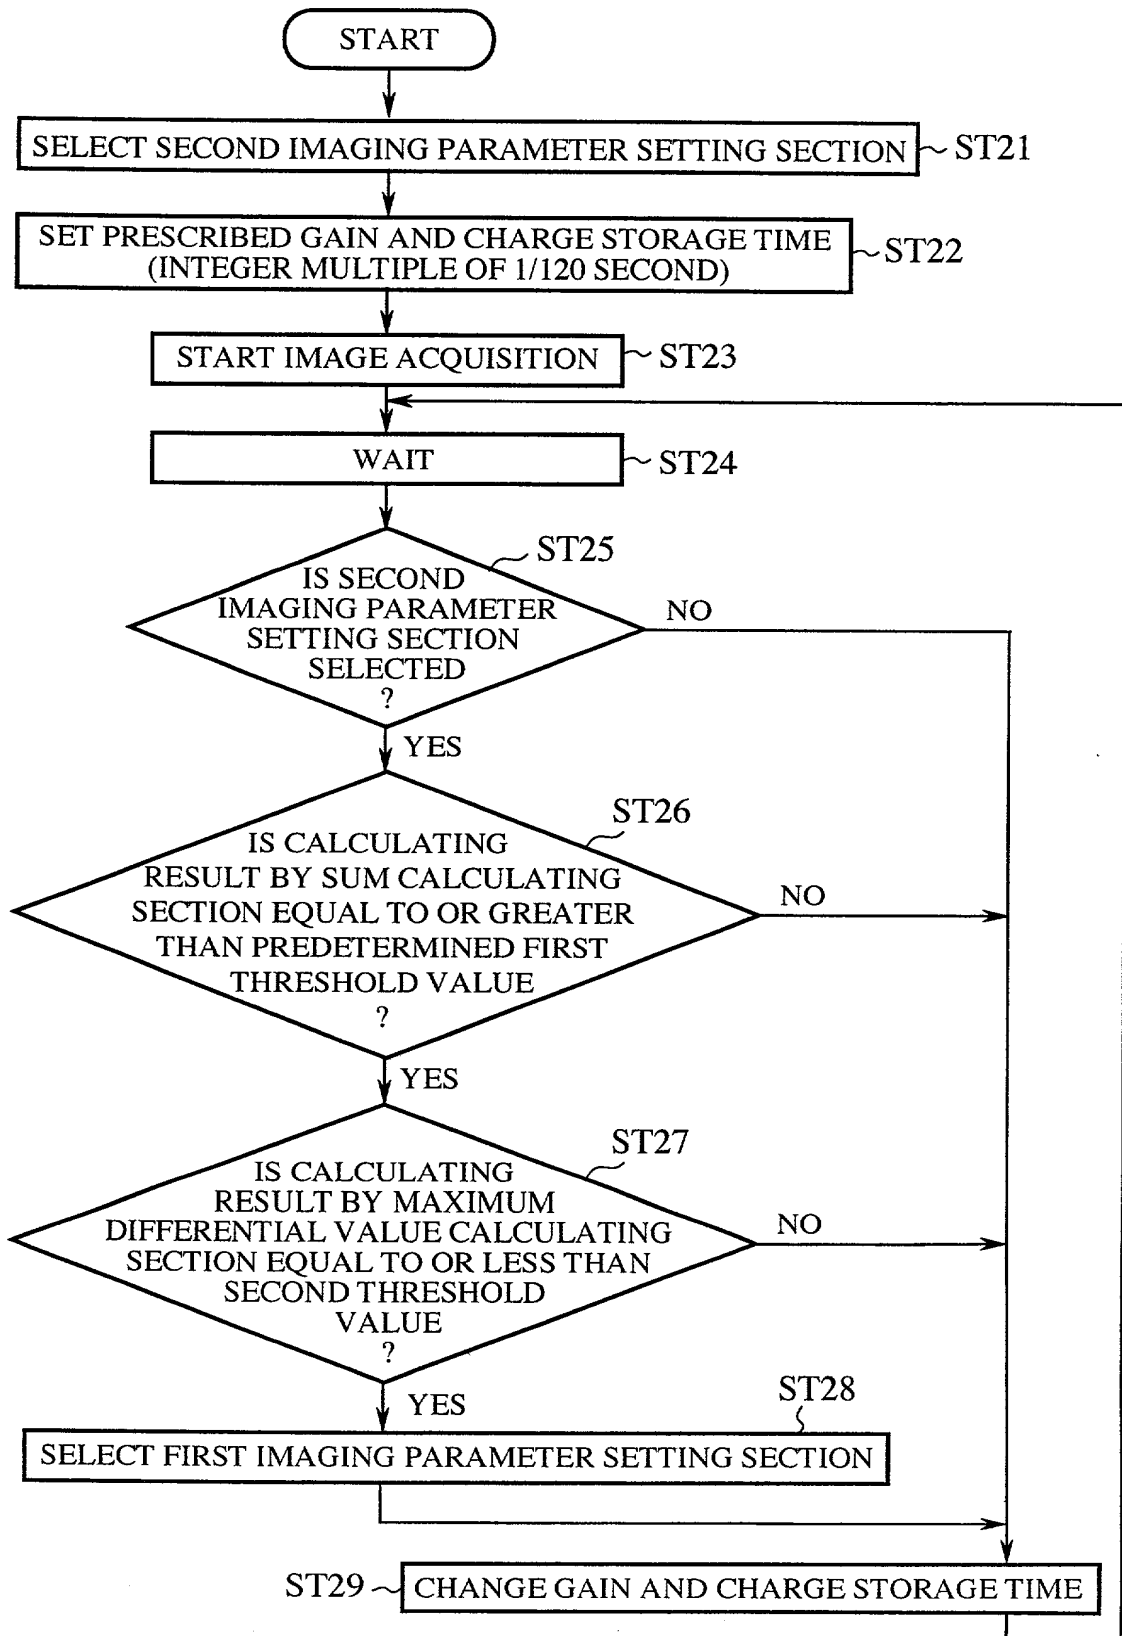 START
SELECT SECOND IMAGING PARAMETER SETTING SECTION
ST21
SET PRESCRIBED GAIN AND CHARGE STORAGE TIME
(INTEGER MULTIPLE OF 1/120 SECOND)
ST22
START IMAGE ACQUISITION
ST23
WAIT
ST24
ST25
IS SECOND
IMAGING PARAMETER
SETTING SECTION
SELECTED
?
NO
YES
ST26
IS CALCULATING
RESULT BY SUM CALCULATING
SECTION EQUAL TO OR GREATER
THAN PREDETERMINED FIRST
THRESHOLD VALUE
?
NO
YES
ST27
IS CALCULATING
RESULT BY MAXIMUM
DIFFERENTIAL VALUE CALCULATING
SECTION EQUAL TO OR LESS THAN
SECOND THRESHOLD
VALUE
?
NO
YES
ST28
SELECT FIRST IMAGING PARAMETER SETTING SECTION
ST29
CHANGE GAIN AND CHARGE STORAGE TIME